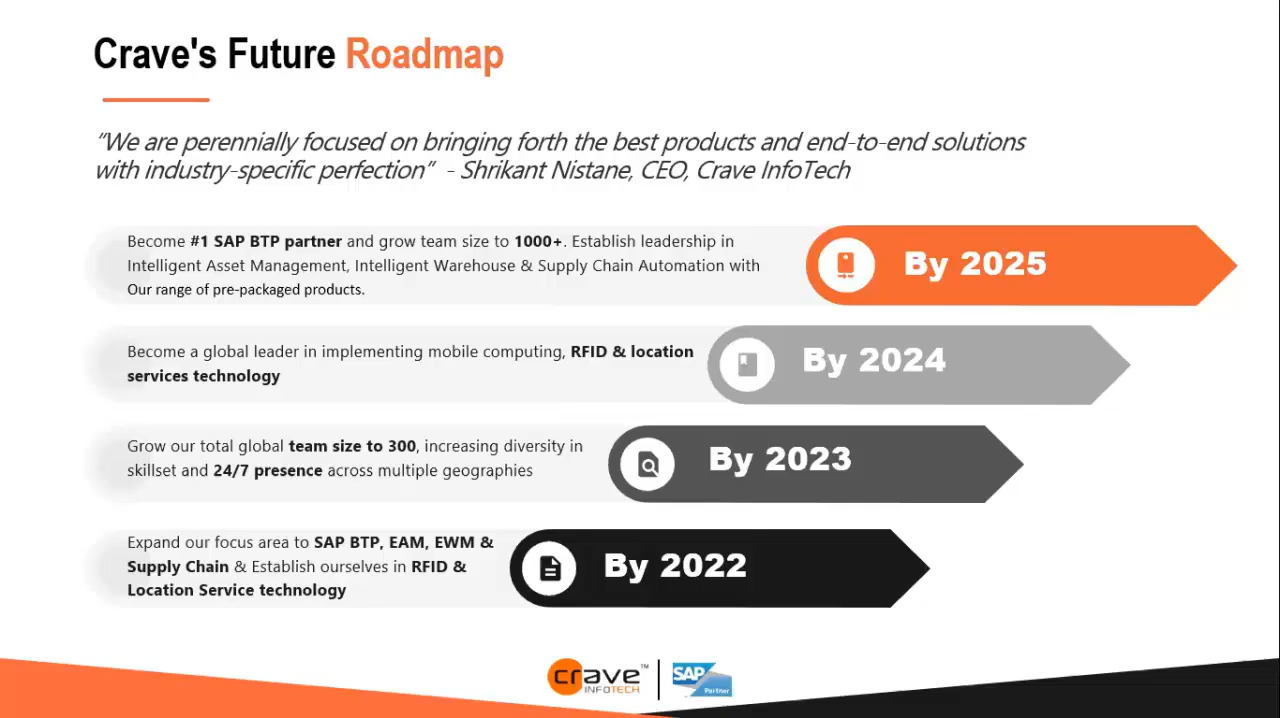 Crave's Future Roadmap
“We are perennially focused on bringing forth the best products and end-to-end solutions
with industry-specific perfection” - Shrikant Nistane, CEO, Crave InfoTech
Become #1 SAP BTP partner and grow team size to 1000+. Establish leadership in
Intelligent Asset Management, Intelligent Warehouse & Supply Chain Automation with
Our range of pre-packaged products.
By 2025
Become a global leader in implementing mobile computing, RFID & location
services technology
By 2024
Grow our total global team size to 300, increasing diversity in
skillset and 24/7 presence across multiple geographies
By 2023
Expand our focus area to SAP BTP, EAM, EWM &
Supply Chain & Establish ourselves in RFID &
Location Service technology
By 2022
crave™
INFOTECH
SAP
Partner